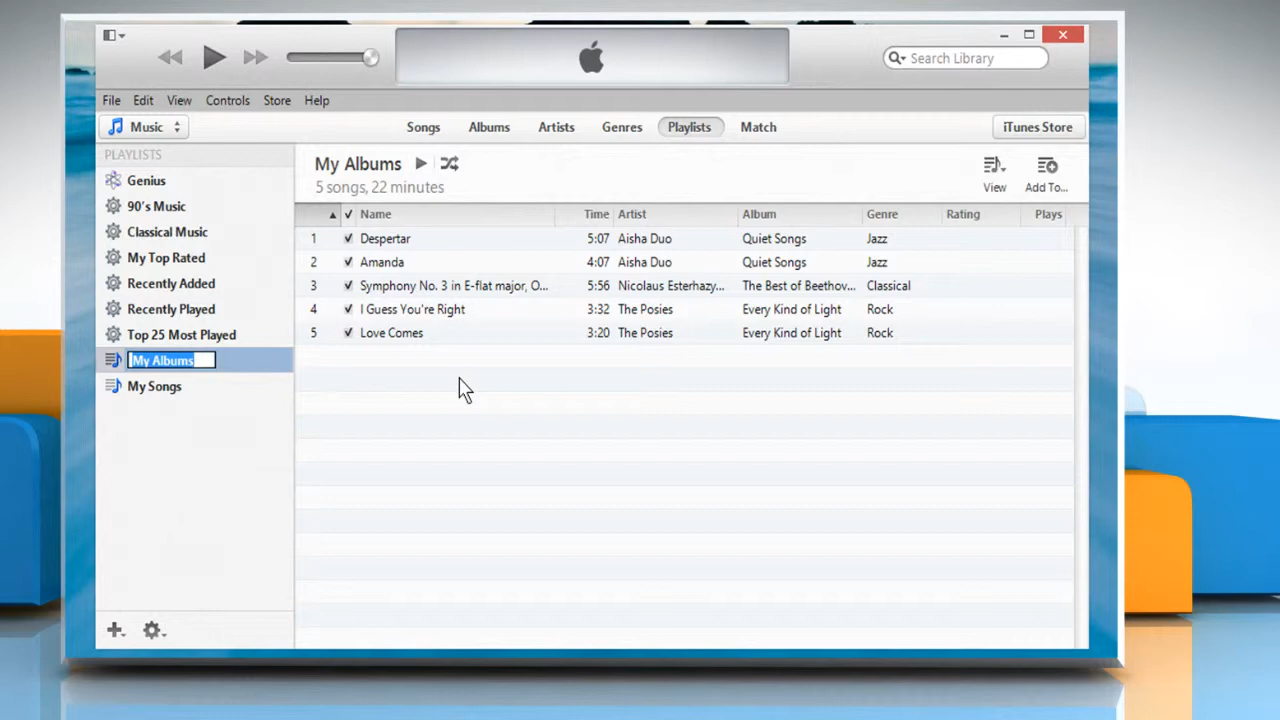 Search Library
File Edit View Controls Store Help
Music Songs Albums Artists Genres Playlists Match iTunes Store
PLAYLISTS
Genius
90's Music
Classical Music
My Top Rated
Recently Added
Recently Played
Top 25 Most Played
My Albums
My Songs
My Albums
5 songs, 22 minutes
View Add To...
Name Time Artist Album Genre Rating Plays
1 Despertar 5:07 Aisha Duo Quiet Songs Jazz
2 Amanda 4:07 Aisha Duo Quiet Songs Jazz
3 Symphony No. 3 in E-flat major, O... 5:56 Nicolaus Esterhazy... The Best of Beethov... Classical
4 I Guess You're Right 3:32 The Posies Every Kind of Light Rock
5 Love Comes 3:20 The Posies Every Kind of Light Rock